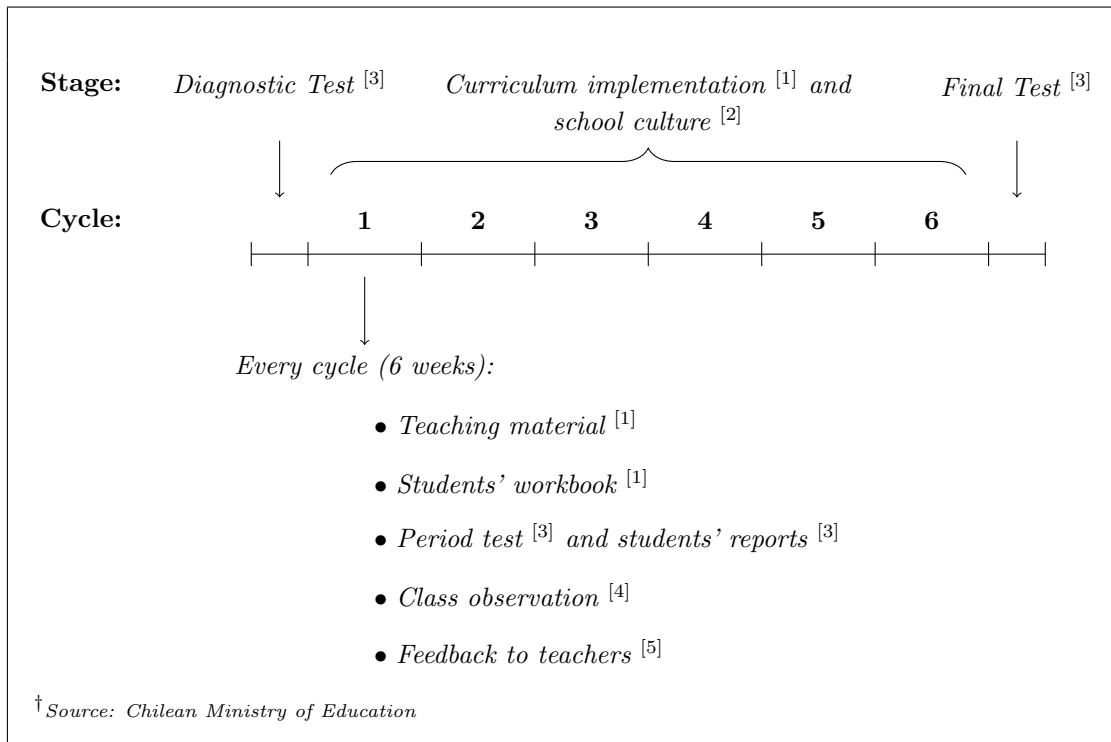 Stage: Diagnostic Test [3] Curriculum implementation [1] and Final Test [3]
school culture [2]
Cycle: 1 2 3 4 5 6
Every cycle (6 weeks):
• Teaching material [1]
• Students' workbook [1]
• Period test [3] and students' reports [3]
• Class observation [4]
• Feedback to teachers [5]
†Source: Chilean Ministry of Education